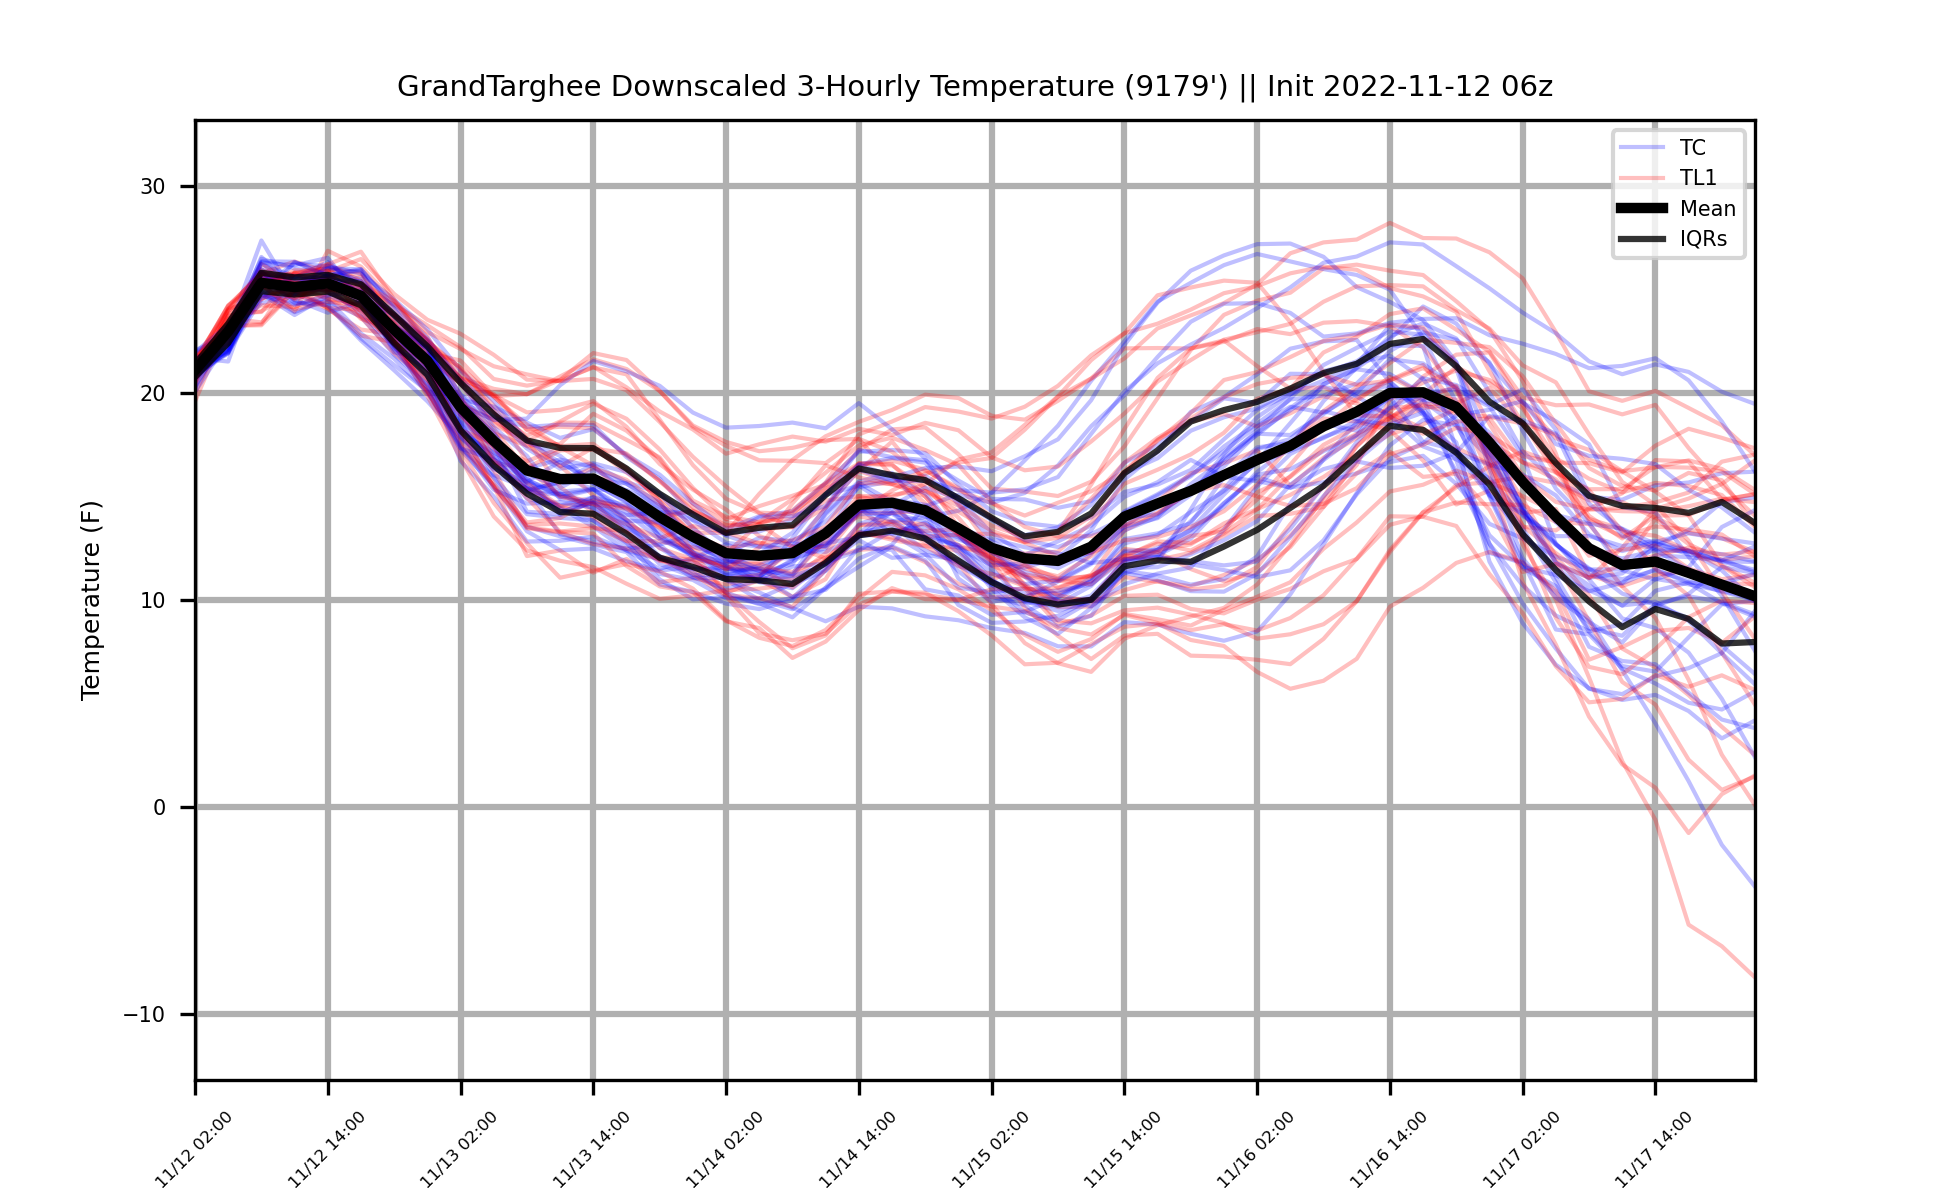 GrandTarghee Downscaled 3-Hourly Temperature (9179') || Init 2022-11-12 06z
TC
TL1
Mean
IQRs
Temperature (F)
30
20
10
0
−10
11/12 02:00
11/12 14:00
11/13 02:00
11/13 14:00
11/14 02:00
11/14 14:00
11/15 02:00
11/15 14:00
11/16 02:00
11/16 14:00
11/17 02:00
11/17 14:00